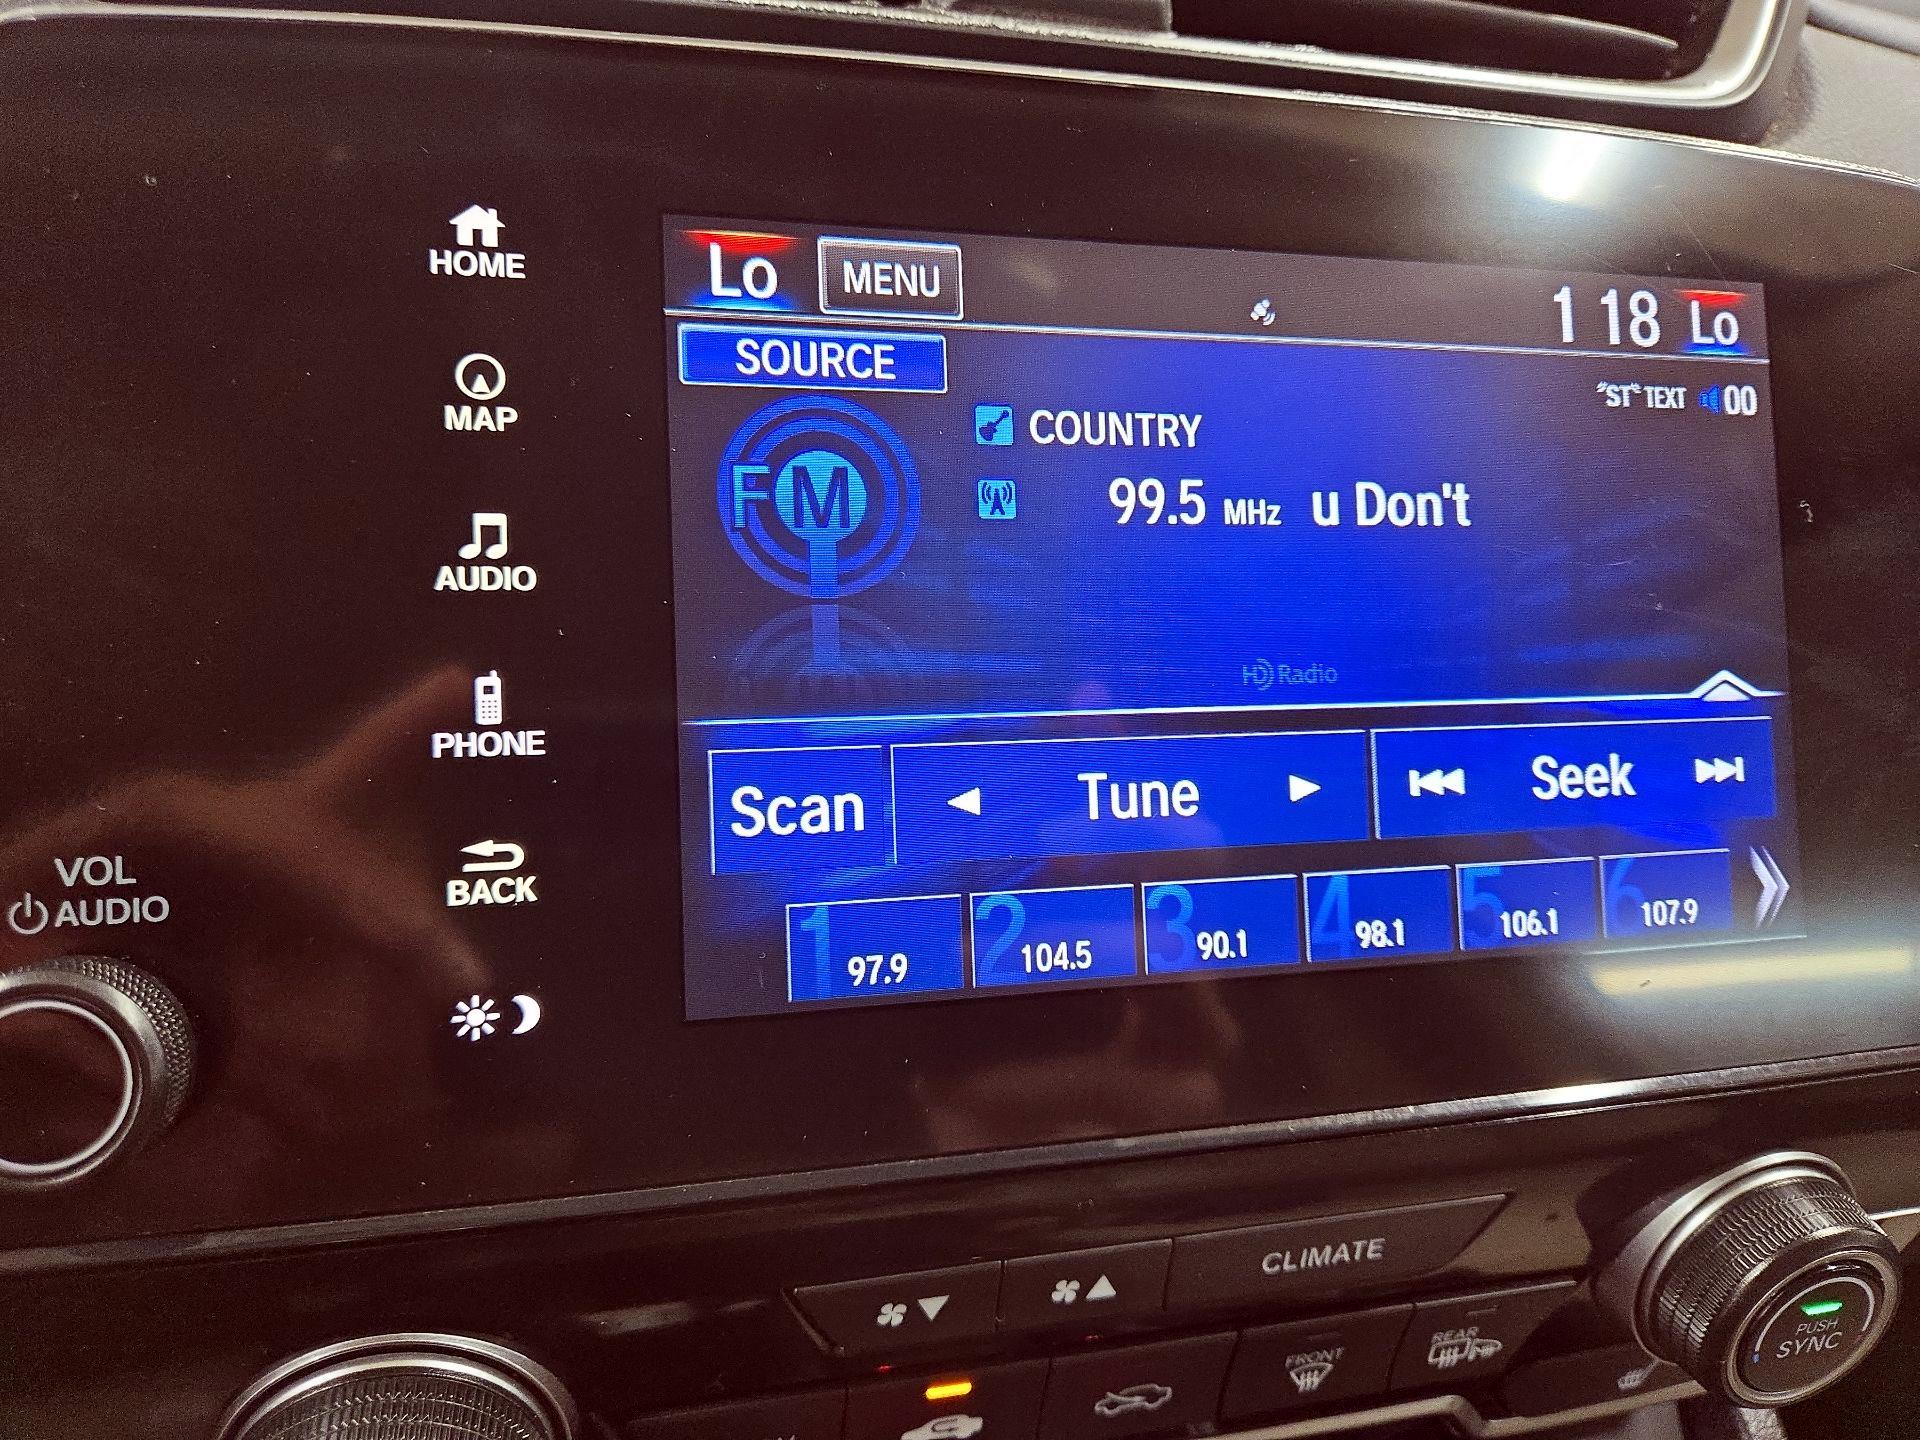 HOME
MAP
AUDIO
PHONE
BACK
VOL
AUDIO
Lo MENU 1 18 Lo
SOURCE
"ST" TEXT 00
FM
COUNTRY
99.5 MHz u Don't
HD Radio
Scan Tune Seek
1 97.9 2 104.5 3 90.1 4 98.1 5 106.1 6 107.9
CLIMATE
FRONT
REAR
PUSH
SYNC